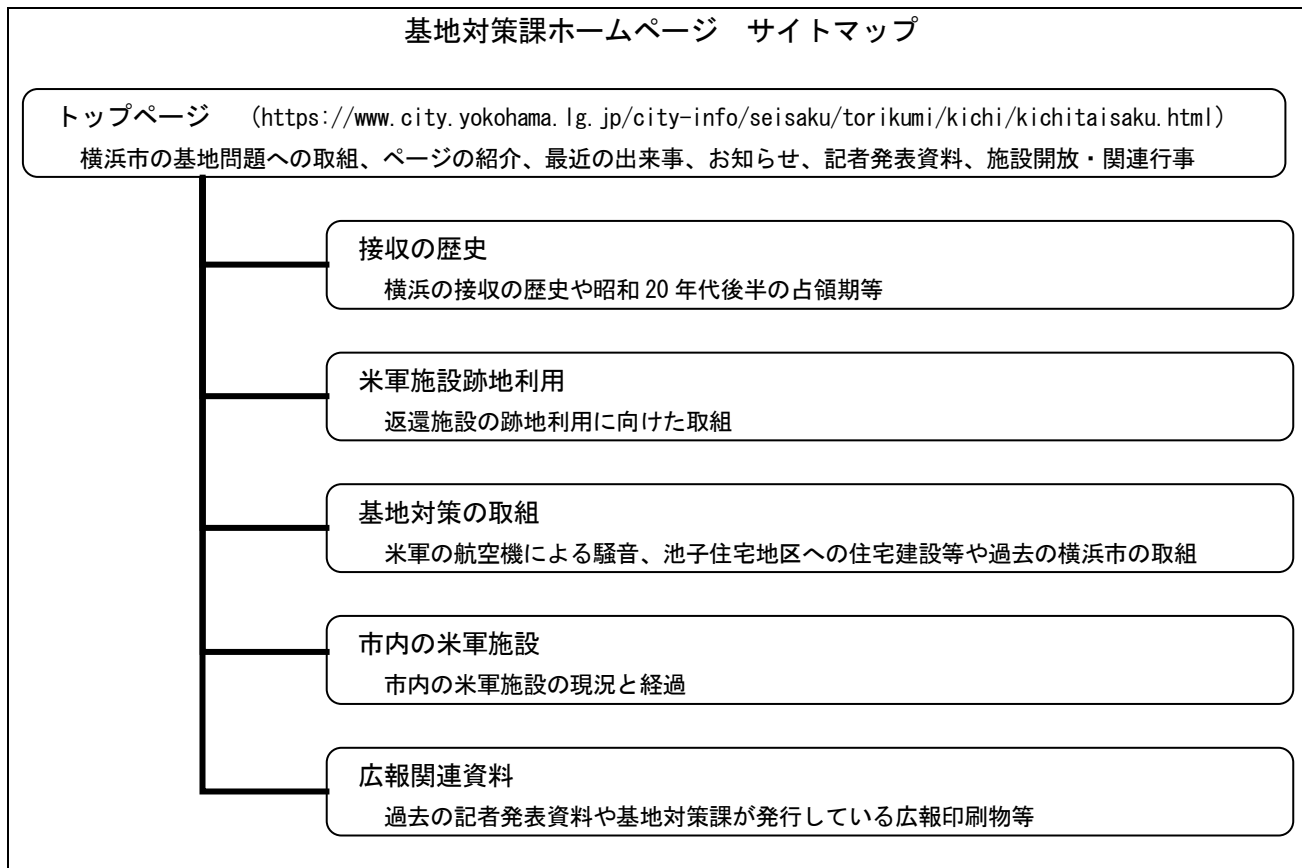 基地対策課ホームページ　サイトマップ
トップページ　（https://www.city.yokohama.lg.jp/city-info/seisaku/torikumi/kichi/kichitaisaku.html）
横浜市の基地問題への取組、ページの紹介、最近の出来事、お知らせ、記者発表資料、施設開放・関連行事
接収の歴史
横浜の接収の歴史や昭和20年代後半の占領期等
米軍施設跡地利用
返還施設の跡地利用に向けた取組
基地対策の取組
米軍の航空機による騒音、池子住宅地区への住宅建設等や過去の横浜市の取組
市内の米軍施設
市内の米軍施設の現況と経過
広報関連資料
過去の記者発表資料や基地対策課が発行している広報印刷物等